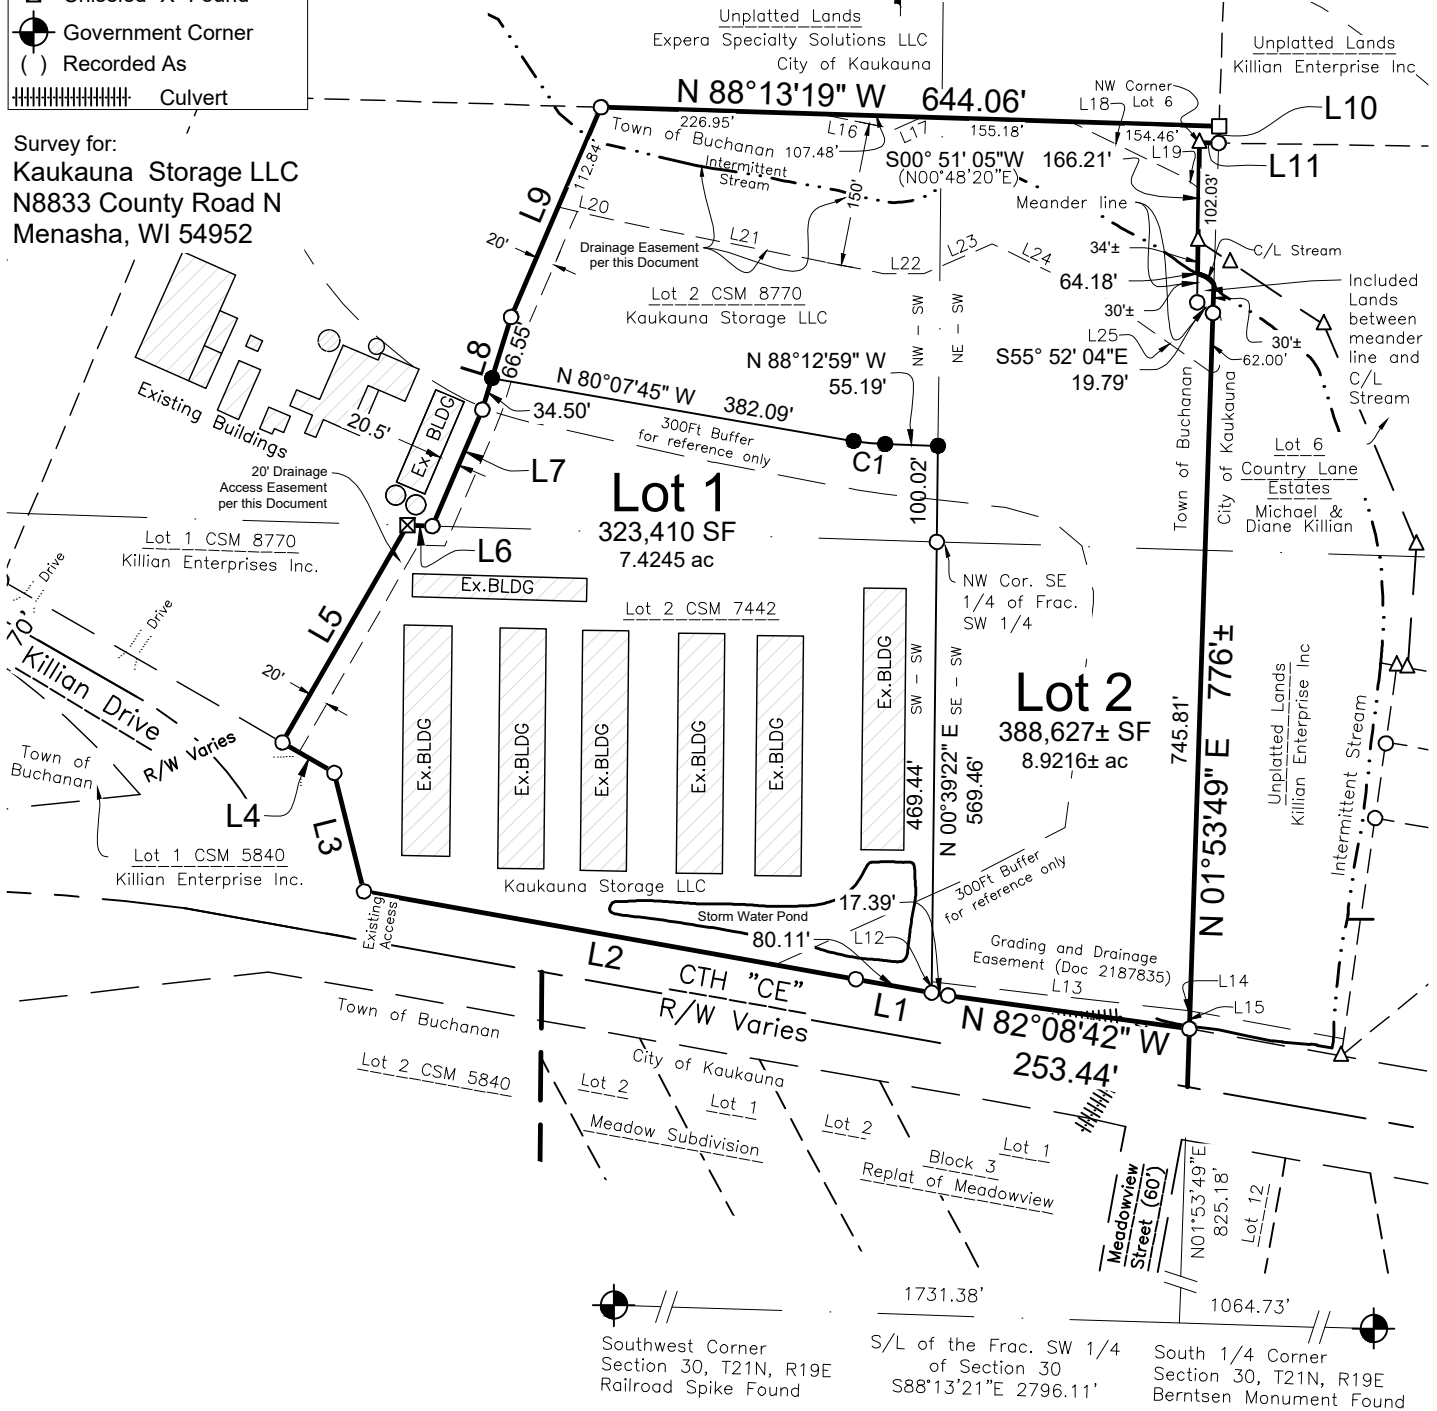 Government Corner
( ) Recorded As
Culvert
Survey for:
Kaukauna Storage LLC
N8833 County Road N
Menasha, WI 54952
Unplatted Lands
Expera Specialty Solutions LLC
City of Kaukauna
Unplatted Lands
Killian Enterprise Inc
N 88°13'19" W 644.06'
NW Corner
Lot 6
L10
L11
L18
L19
226.95'
L16
L17
155.18'
154.46'
Town of Buchanan
107.48'
Intermittent
Stream
S00° 51' 05"W 166.21'
(N00°48'20"E)
102.03'
150'
Meander line
112.84'
L9
L20
20'
L21
L22
L23
L24
Drainage Easement
per this Document
34'±
C/L Stream
64.18'
30'±
Included
Lands
between
meander
line and
C/L
Stream
Lot 2 CSM 8770
Kaukauna Storage LLC
NW - SW
NE - SW
L25
30'±
62.00'
S55° 52' 04"E
19.79'
N 88°12'59" W
55.19'
L8
66.55'
N 80°07'45" W 382.09'
34.50'
300Ft Buffer
for reference only
C1
100.02'
Existing Buildings
20.5'
Ex. BLDG
L7
20' Drainage
Access Easement
per this Document
Lot 1
323,410 SF
7.4245 ac
Town of Buchanan
City of Kaukauna
Lot 6
Country Lane
Estates
Michael &
Diane Killian
Lot 1 CSM 8770
Killian Enterprises Inc.
L6
Ex.BLDG
Lot 2 CSM 7442
NW Cor. SE
1/4 of Frac.
SW 1/4
Drive
Drive
70'
Killian Drive
R/W Varies
L5
20'
Town of
Buchanan
L4
L3
Lot 1 CSM 5840
Killian Enterprise Inc.
Ex.BLDG
Ex.BLDG
Ex.BLDG
Ex.BLDG
Ex.BLDG
Ex.BLDG
SW - SW
SE - SW
469.44'
N 00°39'22" E
569.46'
Lot 2
388,627± SF
8.9216± ac
745.81'
N 01°53'49" E 776'±
Unplatted Lands
Killian Enterprise Inc
Intermittent Stream
Kaukauna Storage LLC
Storm Water Pond
17.39'
80.11'
L12
300Ft Buffer
for reference only
Existing
Access
L2
CTH "CE"
R/W Varies
L1
Grading and Drainage
Easement (Doc 2187835)
L13
L14
L15
N 82°08'42" W
253.44'
Town of Buchanan
Lot 2 CSM 5840
City of Kaukauna
Lot 2
Lot 1
Meadow Subdivision
Lot 2
Block 3
Lot 1
Replat of Meadowview
Meadowview
Street (60')
N01°53'49"E
825.18'
Lot 12
1731.38'
1064.73'
Southwest Corner
Section 30, T21N, R19E
Railroad Spike Found
S/L of the Frac. SW 1/4
of Section 30
S88°13'21"E 2796.11'
South 1/4 Corner
Section 30, T21N, R19E
Berntsen Monument Found